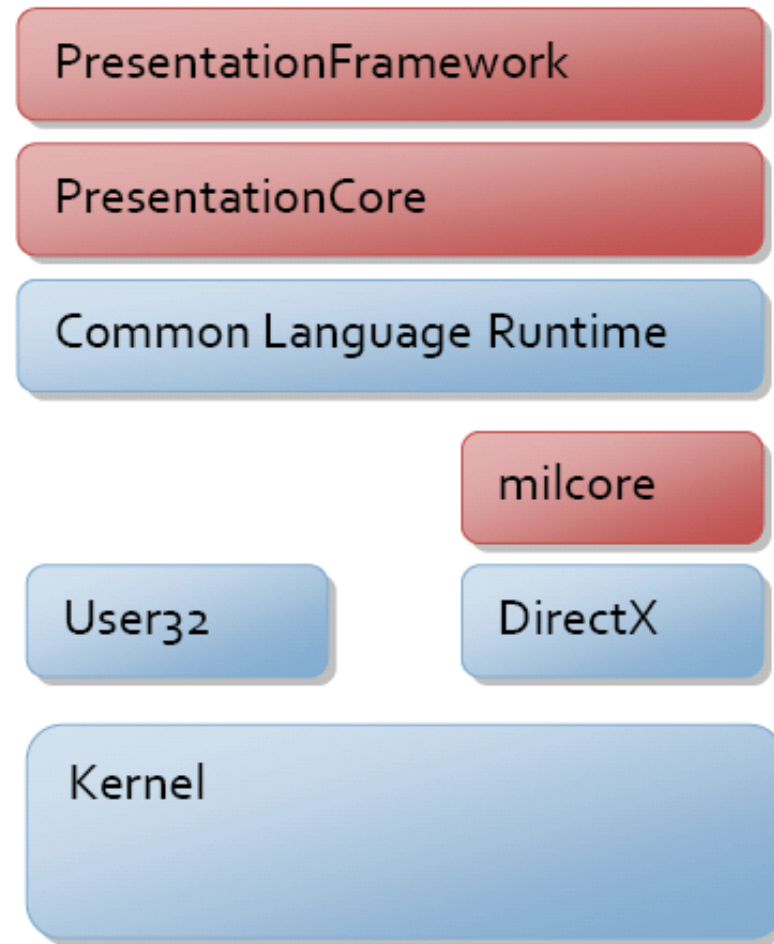 PresentationFramework
PresentationCore
Common Language Runtime
milcore
User32
DirectX
Kernel